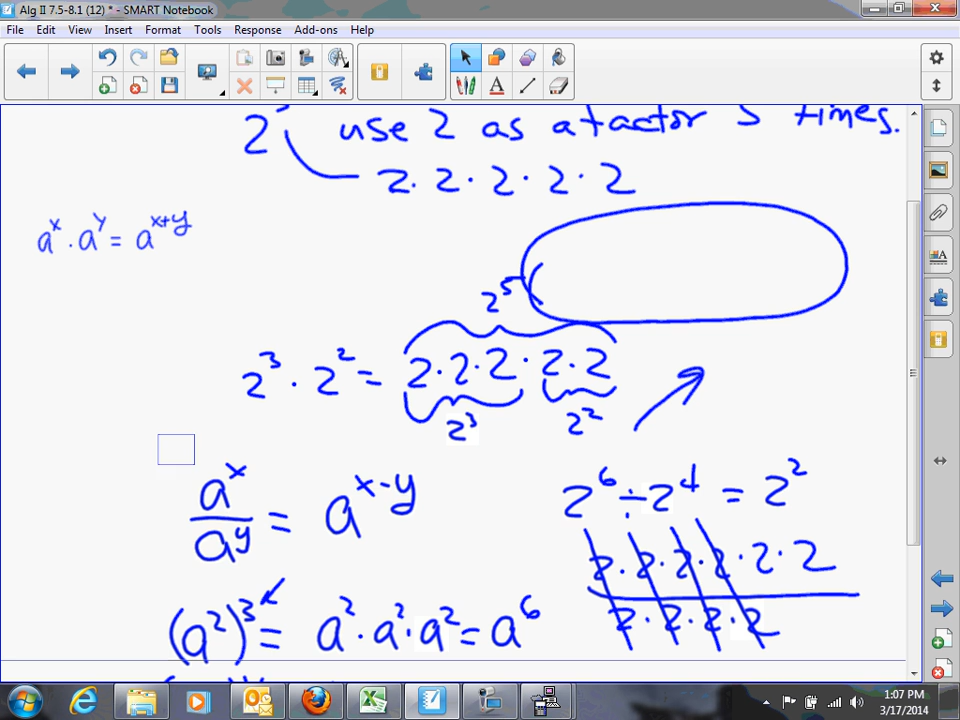 Alg II 7.5-8.1 (12) * - SMART Notebook
File Edit View Insert Format Tools Response Add-ons Help
2 use 2 as a factor 5 times.
2 · 2 · 2 · 2 · 2
a^x · a^y = a^{x+y}
2^5
2^3 · 2^2 = 2 · 2 · 2 · 2 · 2
2^3 2^2
a^x / a^y = a^{x-y}
2^6 ÷ 2^4 = 2^2
2 · 2 · 2 · 2 · 2 · 2
2 · 2 · 2 · 2
(a^2)^3 = a^2 · a^2 · a^2 = a^6
1:07 PM
3/17/2014